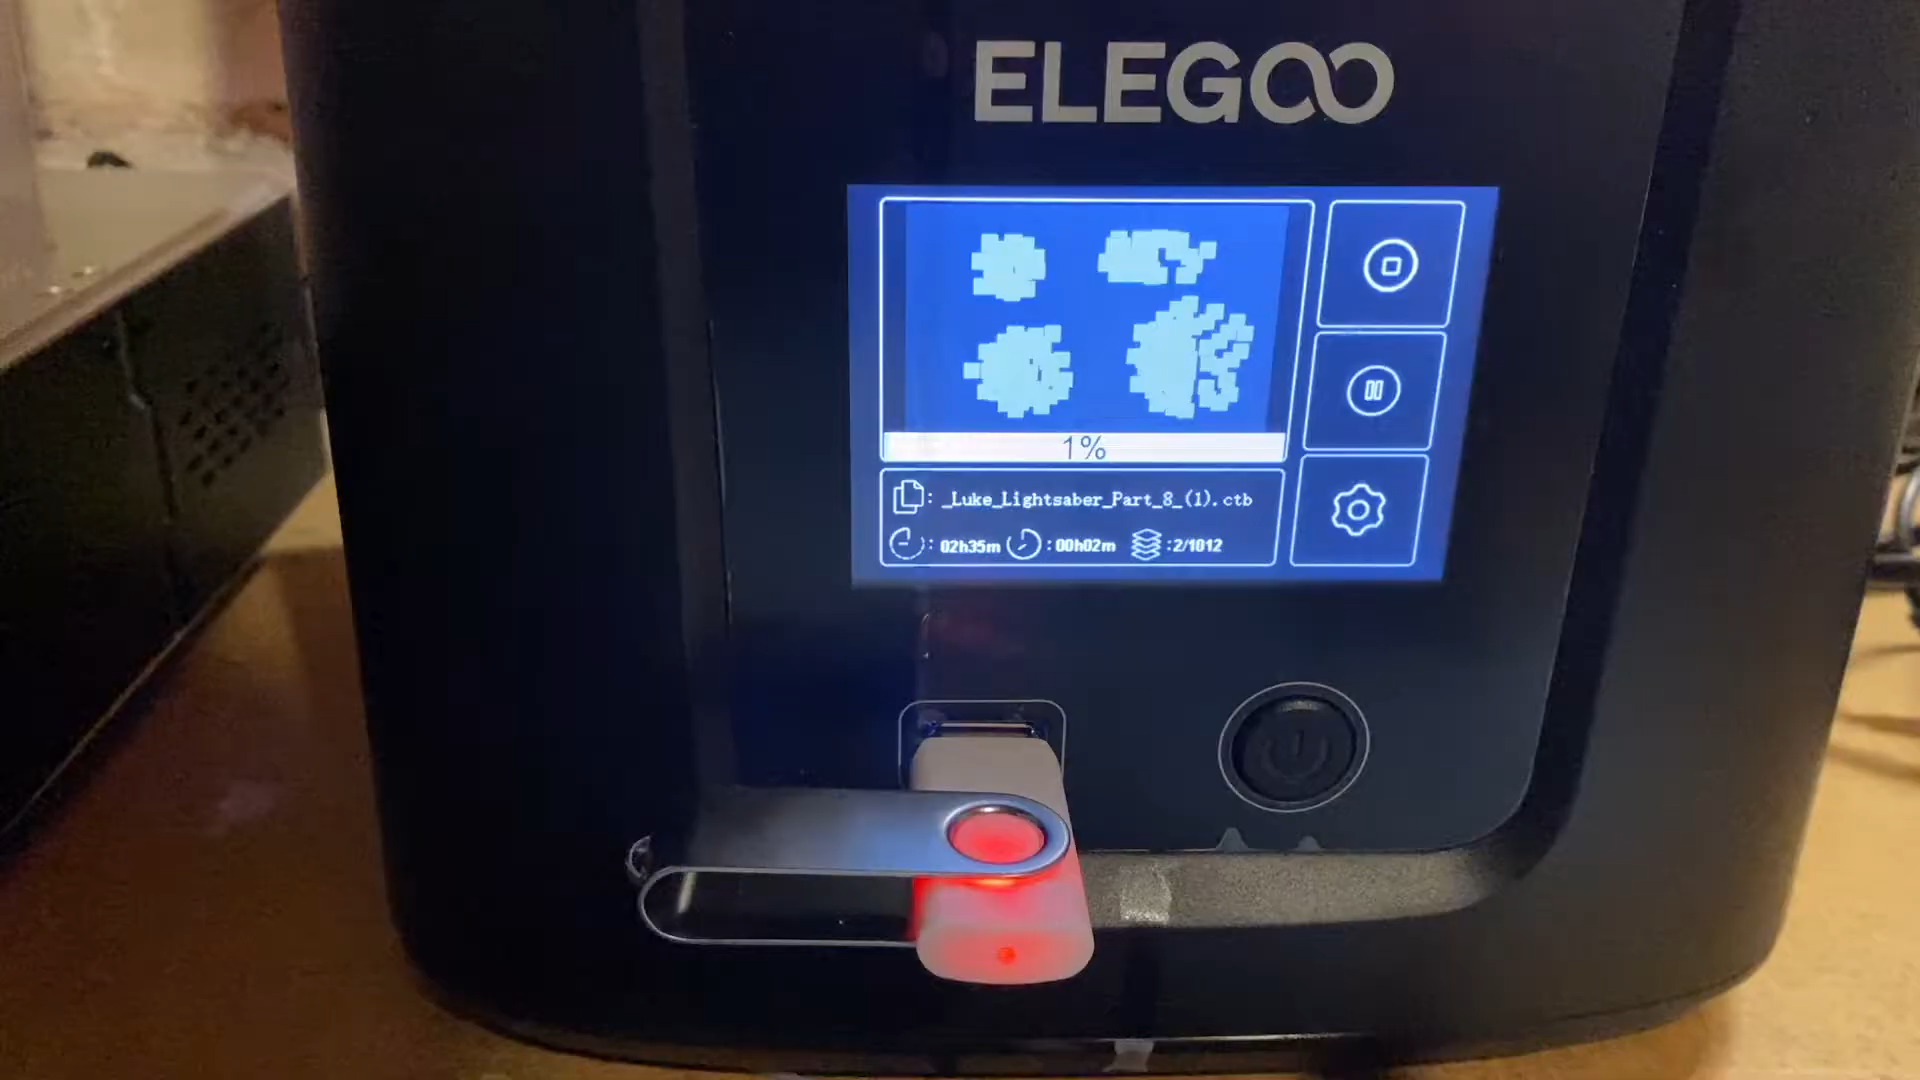 ELEGOO
1%
: _Luke_Lightsaber_Part_8_(1).ctb
: 02h35m : 00h02m :2/1012